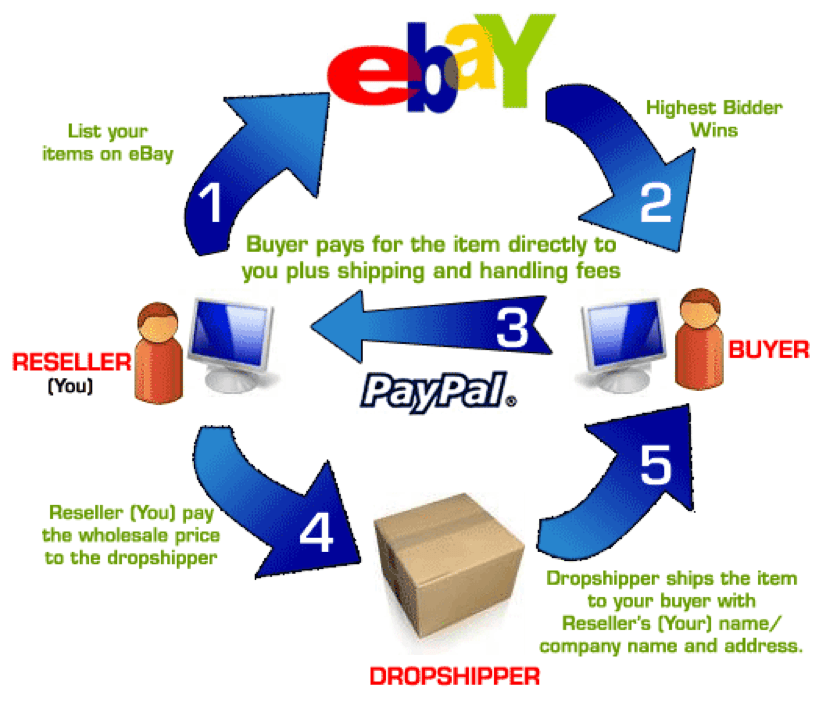 ebaY
List your
items on eBay
1
Highest Bidder
Wins
2
Buyer pays for the item directly to
you plus shipping and handling fees
3
RESELLER
(You)
BUYER
PayPal®
Reseller (You) pay
the wholesale price
to the dropshipper
4
5
Dropshipper ships the item
to your buyer with
Reseller's (Your) name/
company name and address.
DROPSHIPPER